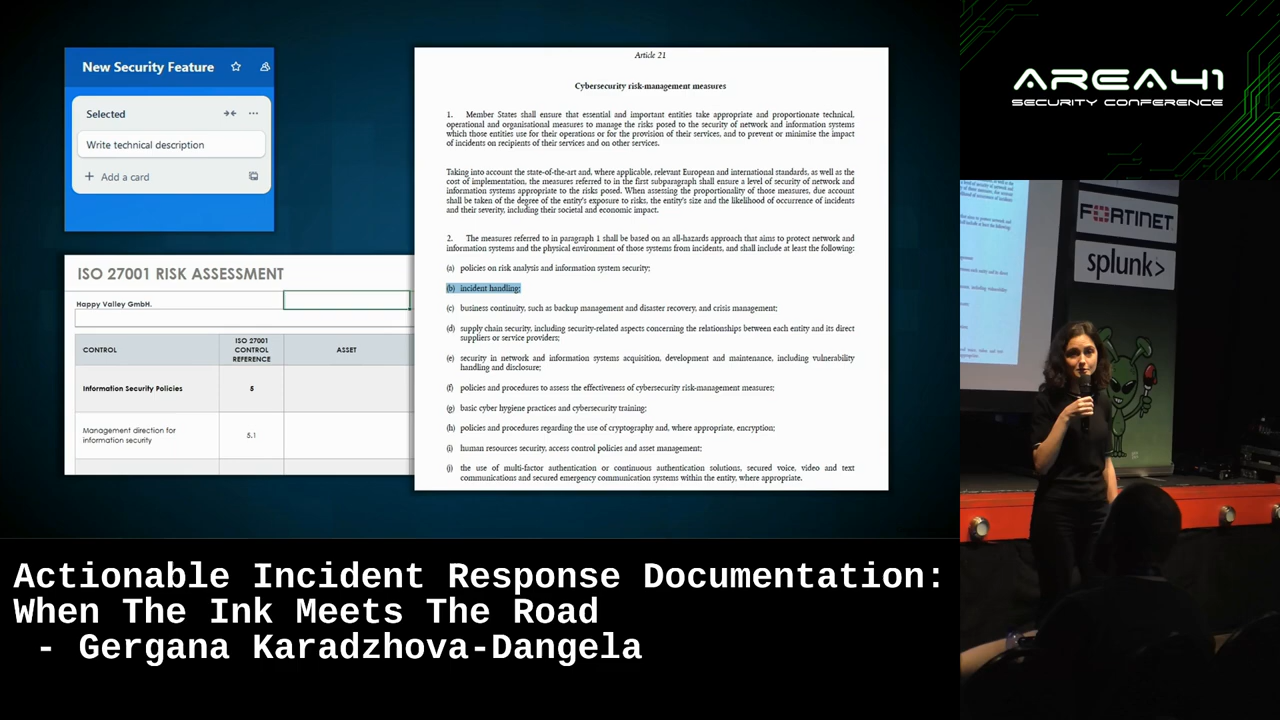 New Security Feature
Selected
Write technical description
+ Add a card
ISO 27001 RISK ASSESSMENT
Happy Valley GmbH.
CONTROL
ISO 27001
CONTROL
REFERENCE
ASSET
Information Security Policies
5
Management direction for
information security
5.1
Article 21
Cybersecurity risk-management measures
1. Member States shall ensure that essential and important entities take appropriate and proportionate technical,
operational and organisational measures to manage the risks posed to the security of network and information systems
which those entities use for their operations or for the provision of their services, and to prevent or minimise the impact
of incidents on recipients of their services and on other services.
Taking into account the state-of-the-art and, where applicable, relevant European and international standards, as well as the
cost of implementation, the measures referred to in the first subparagraph shall ensure a level of security of network and
information systems appropriate to the risks posed. When assessing the proportionality of those measures, due account
shall be taken of the degree of the entity's exposure to risks, the entity's size and the likelihood of occurrence of incidents
and their severity, including their societal and economic impact.
2. The measures referred to in paragraph 1 shall be based on an all-hazards approach that aims to protect network and
information systems and the physical environment of those systems from incidents, and shall include at least the following:
(a) policies on risk analysis and information system security;
(b) incident handling;
(c) business continuity, such as backup management and disaster recovery, and crisis management;
(d) supply chain security, including security-related aspects concerning the relationships between each entity and its direct
suppliers or service providers;
(e) security in network and information systems acquisition, development and maintenance, including vulnerability
handling and disclosure;
(f) policies and procedures to assess the effectiveness of cybersecurity risk-management measures;
(g) basic cyber hygiene practices and cybersecurity training;
(h) policies and procedures regarding the use of cryptography and, where appropriate, encryption;
(i) human resources security, access control policies and asset management;
(j) the use of multi-factor authentication or continuous authentication solutions, secured voice, video and text
communications and secured emergency communication systems within the entity, where appropriate.
AREA41
SECURITY CONFERENCE
FORTINET
splunk>
Actionable Incident Response Documentation:
When The Ink Meets The Road
- Gergana Karadzhova-Dangela